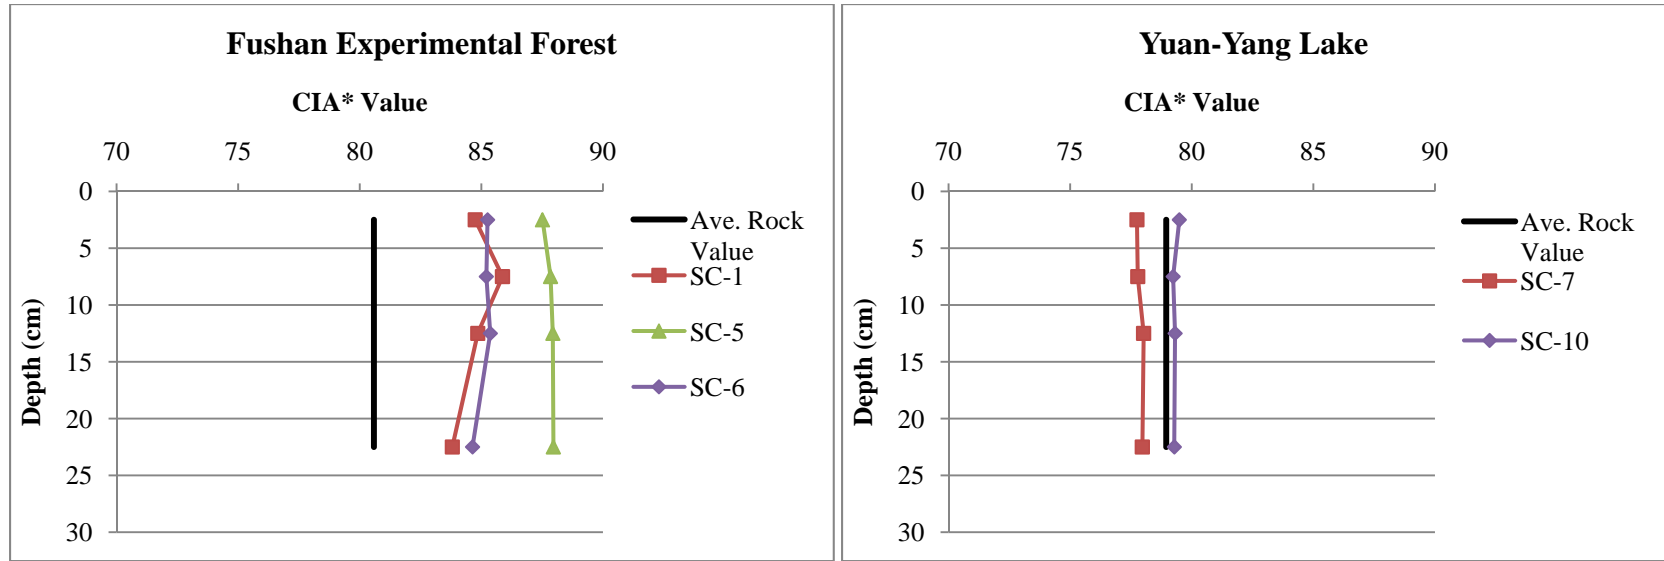 Fushan Experimental Forest
CIA* Value
70 75 80 85 90
0
5
10
15
20
25
30
Depth (cm)
Ave. Rock
Value
SC-1
SC-5
SC-6
Yuan-Yang Lake
CIA* Value
70 75 80 85 90
0
5
10
15
20
25
30
Depth (cm)
Ave. Rock
Value
SC-7
SC-10